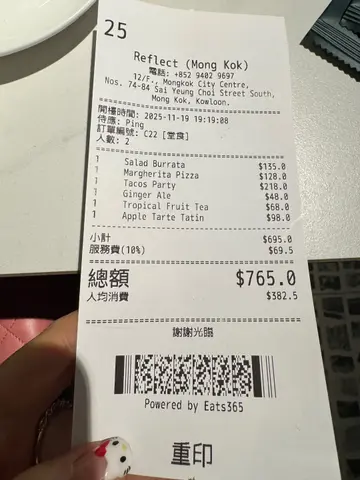 25
Reflect (Mong Kok)
電話: +852 9402 9697
12/F., Mongkok City Centre,
Nos. 74-84 Sai Yeung Choi Street South,
Mong Kok, Kowloon.
開檯時間: 2025-11-19 19:19:08
侍應: Ping
訂單編號: C22 [堂食]
人數: 2
1 Salad Burrata $135.0
1 Margherita Pizza $128.0
1 Tacos Party $218.0
1 Ginger Ale $48.0
1 Tropical Fruit Tea $68.0
1 Apple Tarte Tatin $98.0
小計 $695.0
服務費(10%) $69.5
總額 $765.0
人均消費 $382.5
謝謝光臨
Powered by Eats365
重印